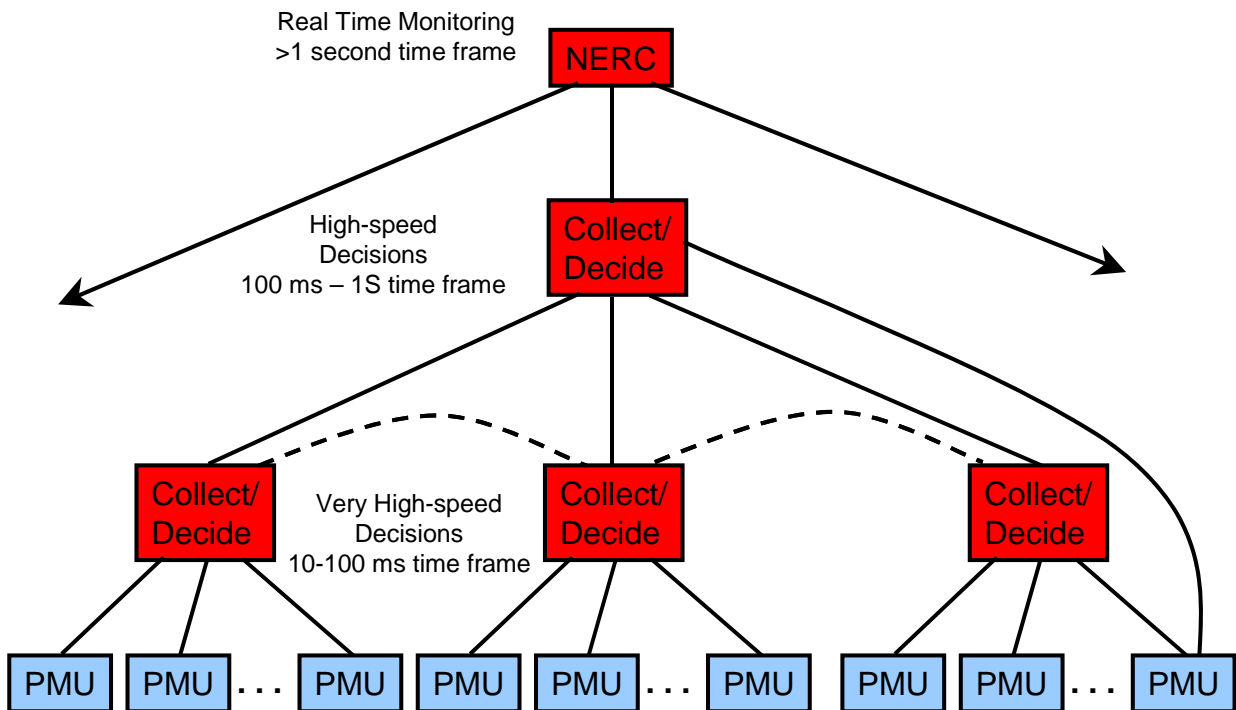 Real Time Monitoring
>1 second time frame
NERC
High-speed
Decisions
100 ms – 1S time frame
Collect/
Decide
Collect/
Decide
Very High-speed
Decisions
10-100 ms time frame
Collect/
Decide
Collect/
Decide
PMU PMU ... PMU PMU PMU ... PMU PMU PMU ... PMU